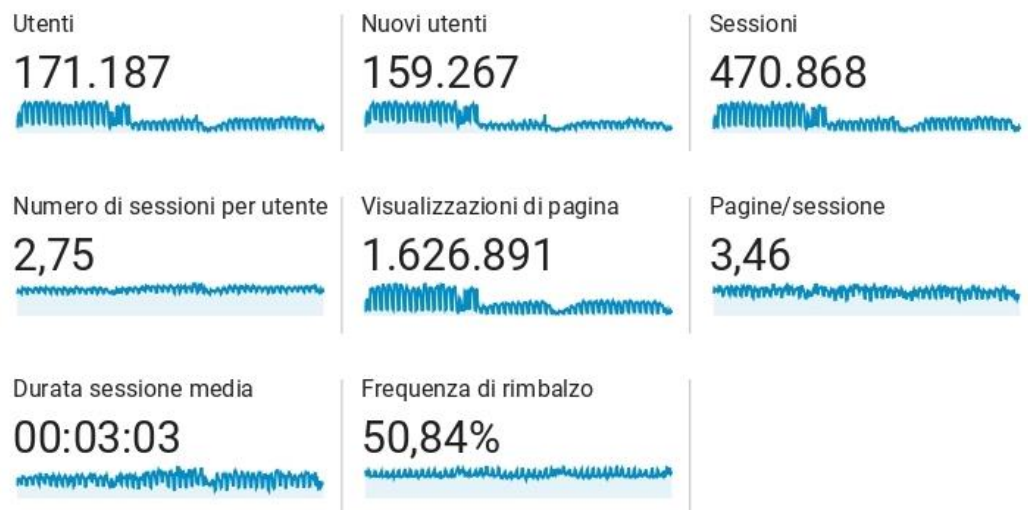 Utenti
171.187
Nuovi utenti
159.267
Sessioni
470.868
Numero di sessioni per utente
2,75
Visualizzazioni di pagina
1.626.891
Pagine/sessione
3,46
Durata sessione media
00:03:03
Frequenza di rimbalzo
50,84%